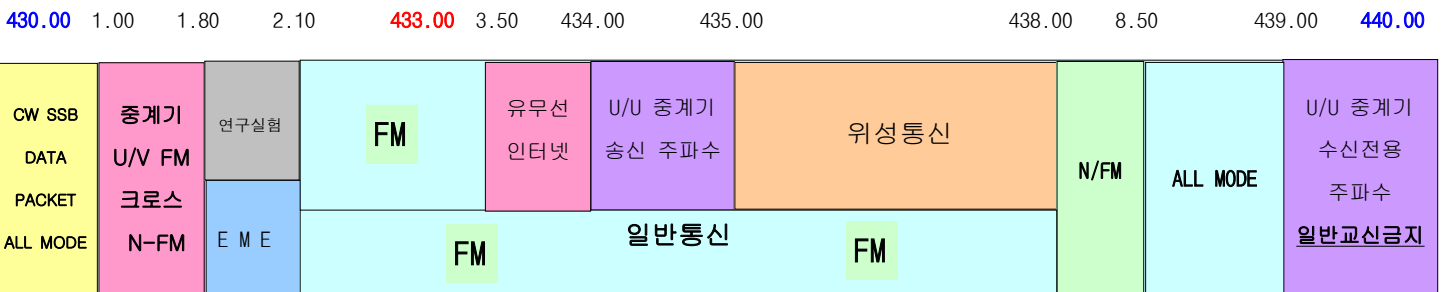 430.00 1.00 1.80 2.10 433.00 3.50 434.00 435.00 438.00 8.50 439.00 440.00
CW SSB
DATA
PACKET
ALL MODE
중계기
U/V FM
크로스
N-FM
연구실험
E M E
FM
유무선
인터넷
U/U 중계기
송신 주파수
위성통신
FM
일반통신
FM
N/FM
ALL MODE
U/U 중계기
수신전용
주파수
일반교신금지